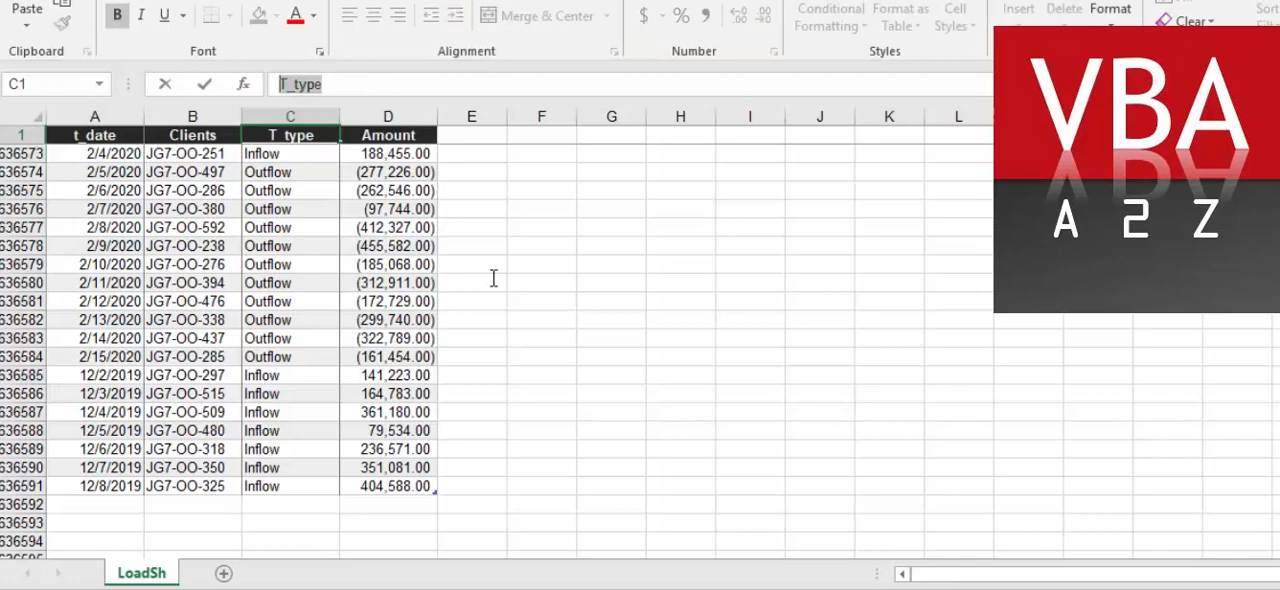 Paste
B I U A
Merge & Center
$ % ,
Conditional Formatting
Format as Table
Cell Styles
Insert Delete Format
Clear
Sort
Clipboard
Font
Alignment
Number
Styles
C1
fx
T_type
A B C D E F G H I J K L
1 t_date Clients T_type Amount
636573 2/4/2020 JG7-OO-251 Inflow 188,455.00
636574 2/5/2020 JG7-OO-497 Outflow (277,226.00)
636575 2/6/2020 JG7-OO-286 Outflow (262,546.00)
636576 2/7/2020 JG7-OO-380 Outflow (97,744.00)
636577 2/8/2020 JG7-OO-592 Outflow (412,327.00)
636578 2/9/2020 JG7-OO-238 Outflow (455,582.00)
636579 2/10/2020 JG7-OO-276 Outflow (185,068.00)
636580 2/11/2020 JG7-OO-394 Outflow (312,911.00)
636581 2/12/2020 JG7-OO-476 Outflow (172,729.00)
636582 2/13/2020 JG7-OO-338 Outflow (299,740.00)
636583 2/14/2020 JG7-OO-437 Outflow (322,789.00)
636584 2/15/2020 JG7-OO-285 Outflow (161,454.00)
636585 12/2/2019 JG7-OO-297 Inflow 141,223.00
636586 12/3/2019 JG7-OO-515 Inflow 164,783.00
636587 12/4/2019 JG7-OO-509 Inflow 361,180.00
636588 12/5/2019 JG7-OO-480 Inflow 79,534.00
636589 12/6/2019 JG7-OO-318 Inflow 236,571.00
636590 12/7/2019 JG7-OO-350 Inflow 351,081.00
636591 12/8/2019 JG7-OO-325 Inflow 404,588.00
636592
636593
636594
LoadSh
VBA
A 2 Z